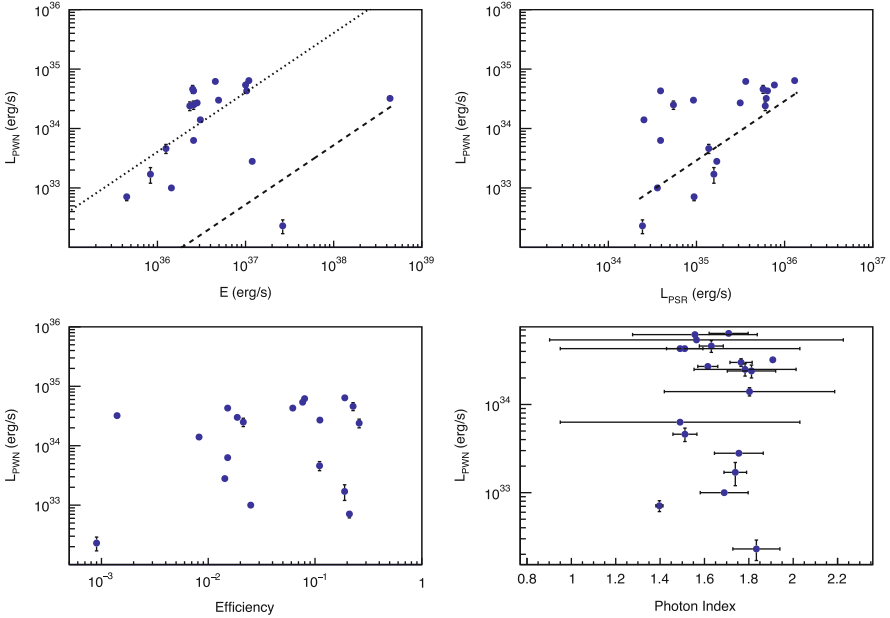 10^36
10^35
10^34
10^33
L_PWN (erg/s)
10^36 10^37 10^38 10^39
E (erg/s)
10^36
10^35
10^34
10^33
L_PWN (erg/s)
10^34 10^35 10^36 10^37
L_PSR (erg/s)
10^36
10^35
10^34
10^33
L_PWN (erg/s)
10^−3 10^−2 10^−1 1
Efficiency
10^34
10^33
L_PWN (erg/s)
0.8 1 1.2 1.4 1.6 1.8 2 2.2
Photon Index